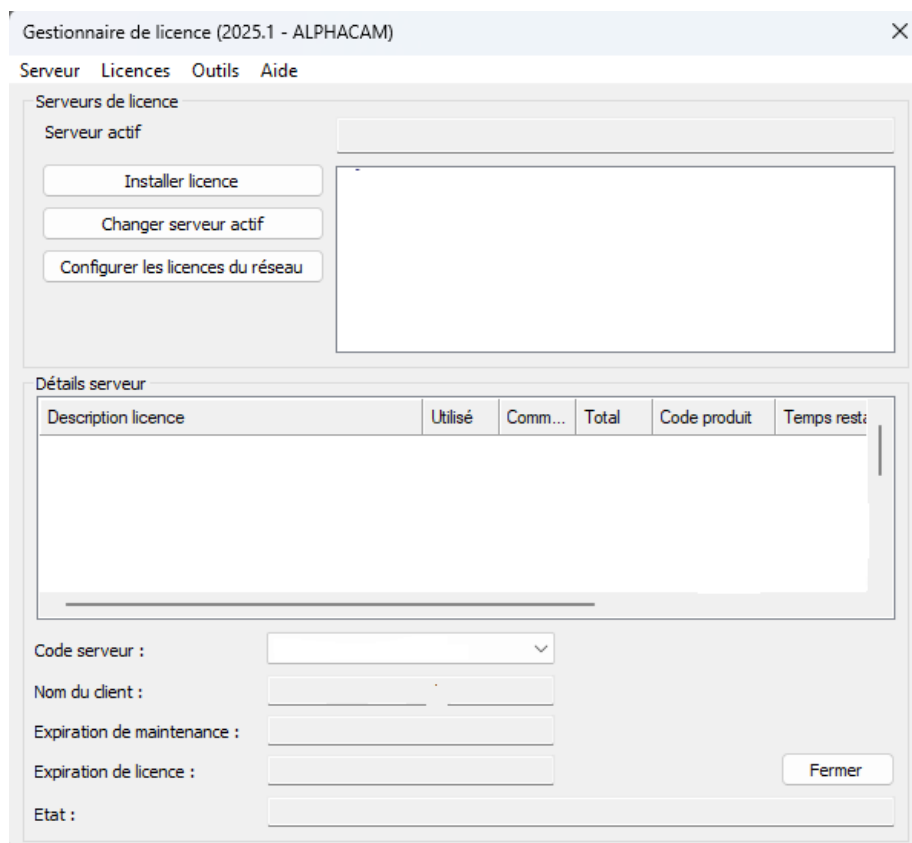 Gestionnaire de licence (2025.1 - ALPHACAM)
Serveur Licences Outils Aide
Serveurs de licence
Serveur actif
Installer licence
Changer serveur actif
Configurer les licences du réseau
Détails serveur
Description licence Utilisé Comm... Total Code produit Temps resta
Code serveur :
Nom du client :
Expiration de maintenance :
Expiration de licence :
Fermer
Etat :